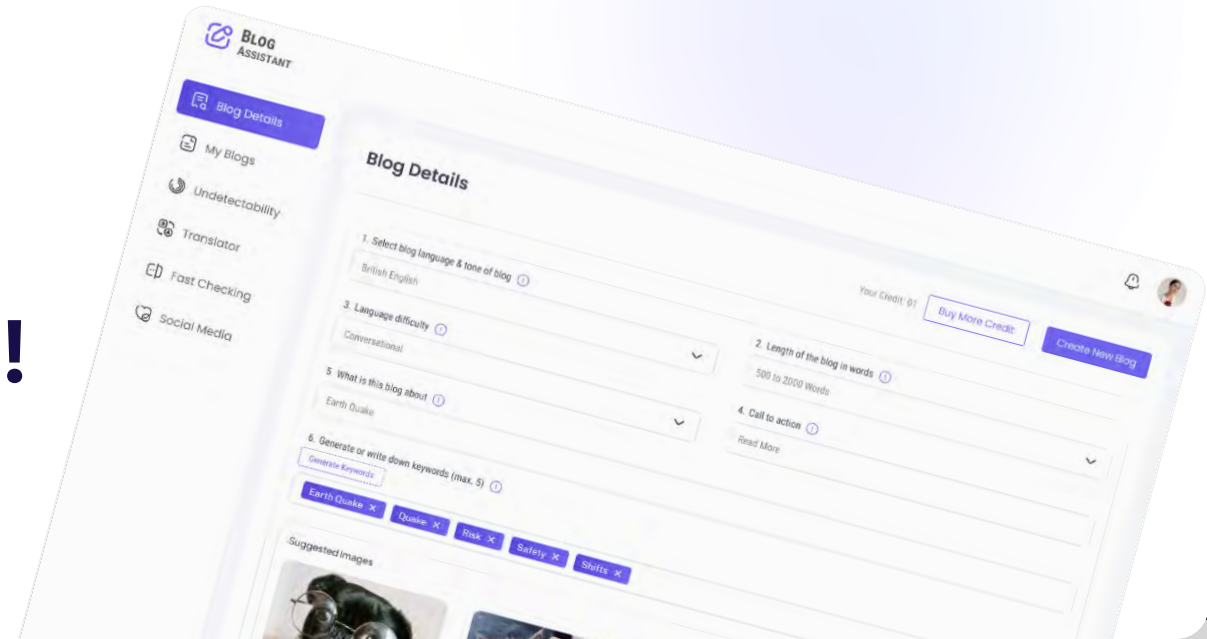 BLOG
ASSISTANT
Blog Details
My Blogs
Undetectability
Translator
Fast Checking
Social Media
!
Blog Details
Your Credit: 01
Buy More Credit
Create New Blog
1. Select blog language & tone of blog
British English
2. Length of the blog in words
500 to 2000 Words
3. Language difficulty
Conversational
4. Call to action
Read More
5 What is this blog about
Earth Quake
6. Generate or write down keywords (max. 5)
Generate Keywords
Earth Quake ×
Quake ×
Risk ×
Safety ×
Shifts ×
Suggested Images